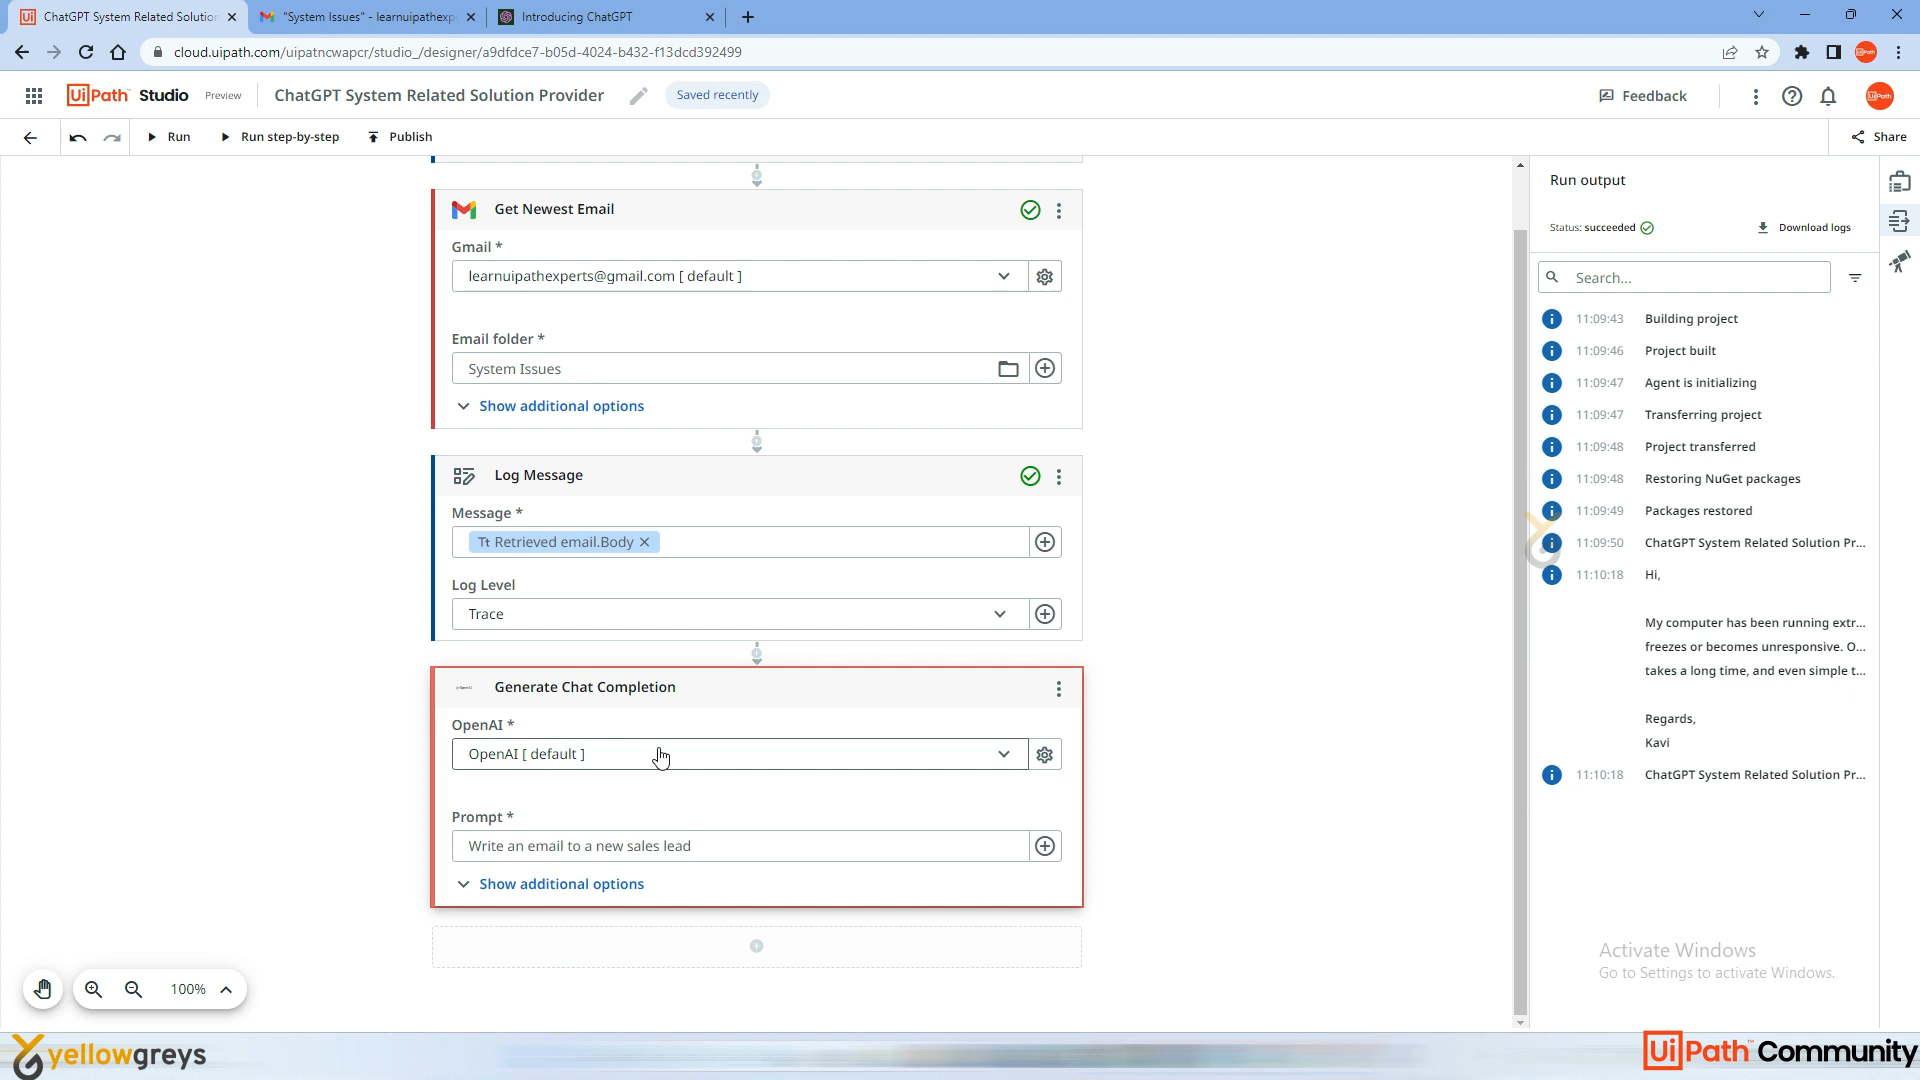 ChatGPT System Related Solution
"System Issues" - learnuipathexp
Introducing ChatGPT
cloud.uipath.com/uipatncwapcr/studio_/designer/a9dfdce7-b05d-4024-b432-f13dcd392499
UiPath Studio Preview ChatGPT System Related Solution Provider Saved recently Feedback
Run Run step-by-step Publish Share
Get Newest Email
Gmail *
learnuipathexperts@gmail.com [ default ]
Email folder *
System Issues
Show additional options
Log Message
Message *
Retrieved email.Body
Log Level
Trace
Generate Chat Completion
OpenAI *
OpenAI [ default ]
Prompt *
Write an email to a new sales lead
Show additional options
100%
Run output
Status: succeeded Download logs
Search...
11:09:43 Building project
11:09:46 Project built
11:09:47 Agent is initializing
11:09:47 Transferring project
11:09:48 Project transferred
11:09:48 Restoring NuGet packages
11:09:49 Packages restored
11:09:50 ChatGPT System Related Solution Pr...
11:10:18 Hi,
My computer has been running extr...
freezes or becomes unresponsive. O...
takes a long time, and even simple t...
Regards,
Kavi
11:10:18 ChatGPT System Related Solution Pr...
Activate Windows
Go to Settings to activate Windows.
yellowgreys
UiPath Community